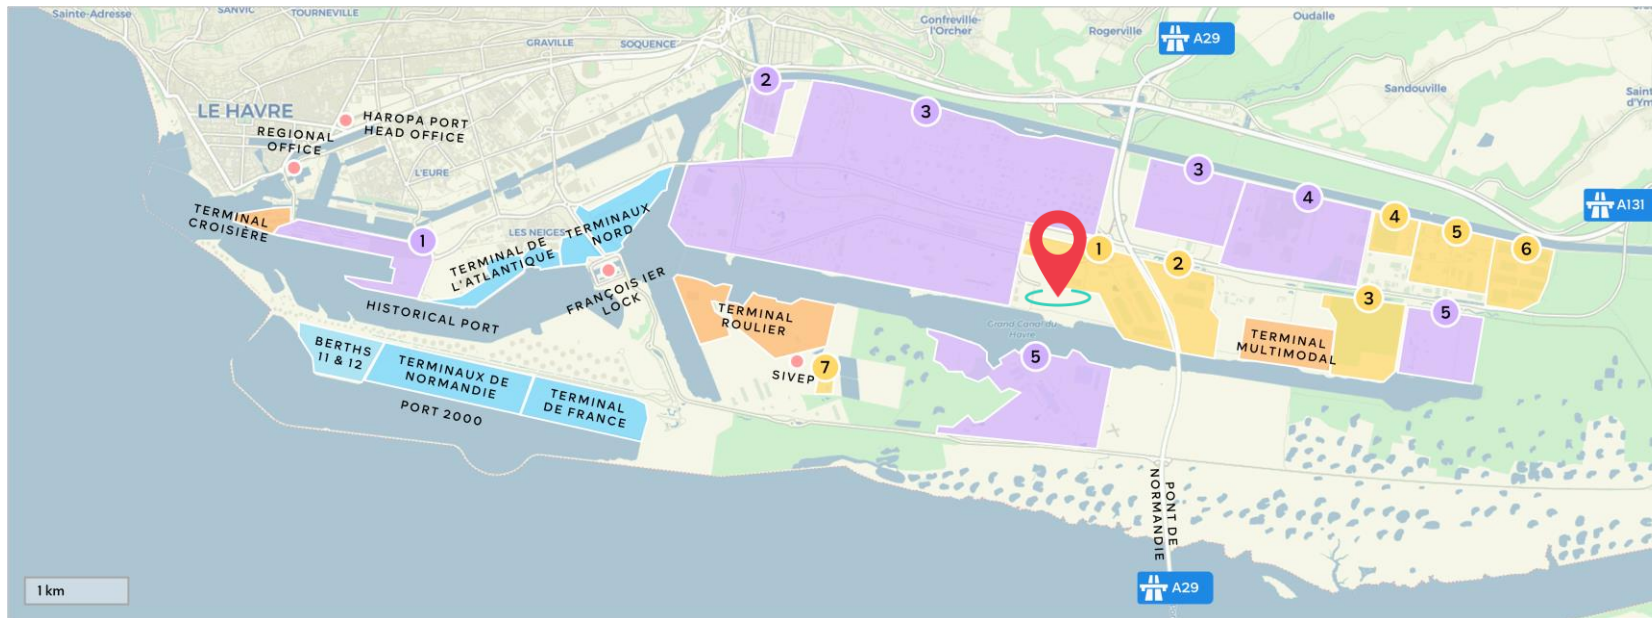 Sainte-Adresse
SANVIC
TOURNEVILLE
GRAVILLE
SOQUENCE
Gonfreville-
l'Orcher
Rogerville
A29
Oudalle
Sandouville
Saint
d'Ym
LE HAVRE
HAROPA PORT
HEAD OFFICE
REGIONAL
OFFICE
L'EURE
2
3
3
4
4
5
6
A131
TERMINAL
CROISIÈRE
1
LES NEIGES
TERMINAUX
NORD
TERMINAL DE
L'ATLANTIQUE
FRANÇOIS IER
LOCK
HISTORICAL PORT
1
2
3
5
TERMINAL
ROULIER
Grand Canal du
Havre
TERMINAL
MULTIMODAL
BERTHS
11 & 12
TERMINAUX DE
NORMANDIE
TERMINAL
DE FRANCE
PORT 2000
SIVEP
7
5
PONT DE
NORMANDIE
A29
1 km